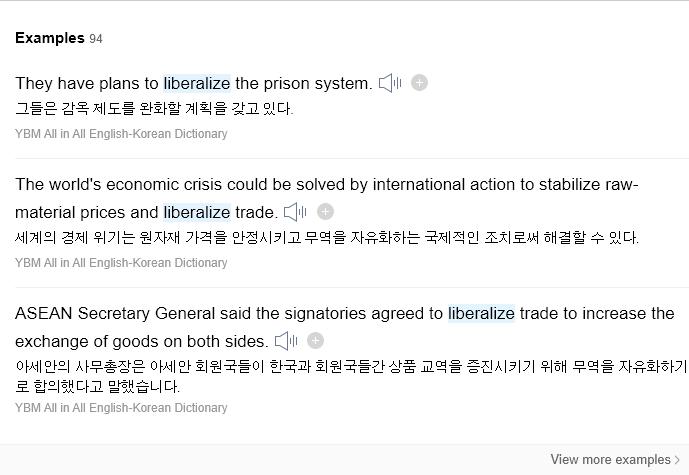 Examples 94
They have plans to liberalize the prison system.
그들은 감옥 제도를 완화할 계획을 갖고 있다.
YBM All in All English-Korean Dictionary
The world's economic crisis could be solved by international action to stabilize raw-
material prices and liberalize trade.
세계의 경제 위기는 원자재 가격을 안정시키고 무역을 자유화하는 국제적인 조치로써 해결할 수 있다.
YBM All in All English-Korean Dictionary
ASEAN Secretary General said the signatories agreed to liberalize trade to increase the
exchange of goods on both sides.
아세안의 사무총장은 아세안 회원국들이 한국과 회원국들간 상품 교역을 증진시키기 위해 무역을 자유화하기
로 합의했다고 말했습니다.
YBM All in All English-Korean Dictionary
View more examples